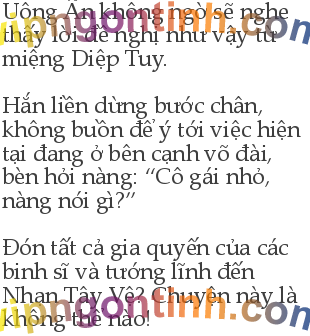 Uông Ấn không ngờ sẽ nghe
thấy lời đề nghị như vậy từ
miệng Diệp Tuy.
Hắn liền dừng bước chân,
không buồn để ý tới việc hiện
tại đang ở bên cạnh võ đài,
bèn hỏi nàng: “Cô gái nhỏ,
nàng nói gì?”
Đón tất cả gia quyến của các
binh sĩ và tướng lĩnh đến
Nhạn Tây Vệ? Chuyện này là
không thể nào!